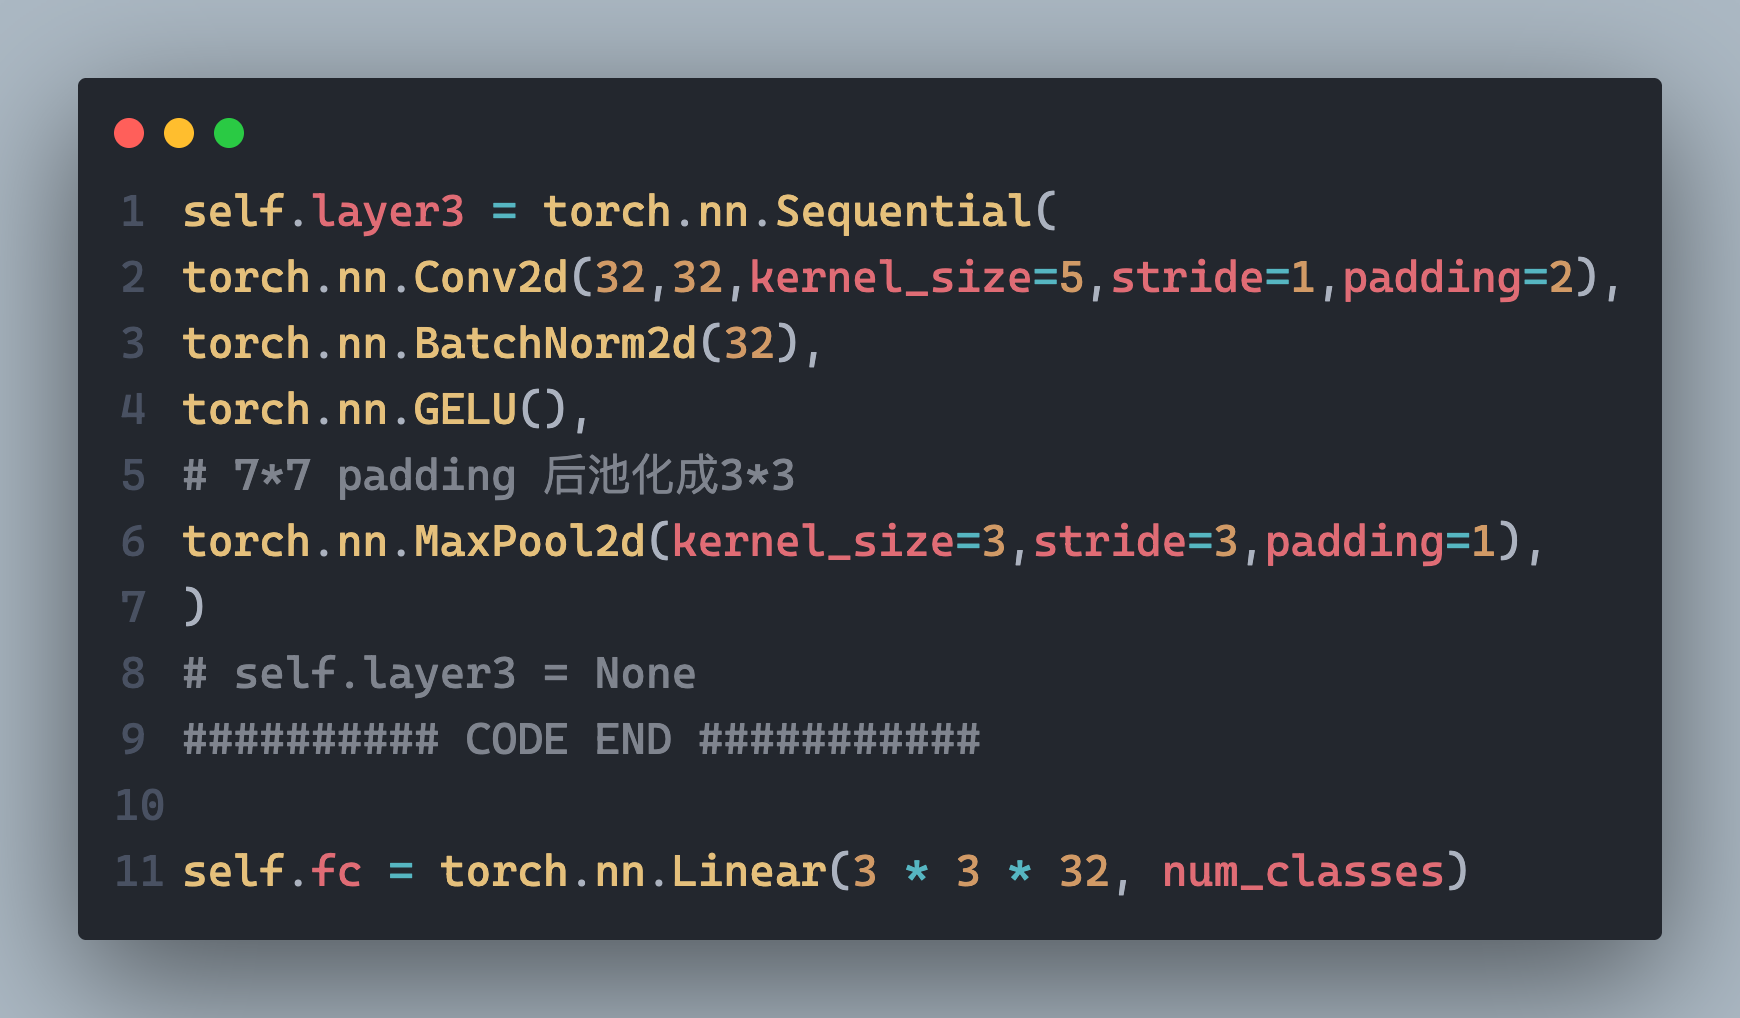 1 self.layer3 = torch.nn.Sequential(
2 torch.nn.Conv2d(32,32,kernel_size=5,stride=1,padding=2),
3 torch.nn.BatchNorm2d(32),
4 torch.nn.GELU(),
5 # 7*7 padding 后池化成3*3
6 torch.nn.MaxPool2d(kernel_size=3,stride=3,padding=1),
7 )
8 # self.layer3 = None
9 ########## CODE END ###########
10
11 self.fc = torch.nn.Linear(3 * 3 * 32, num_classes)